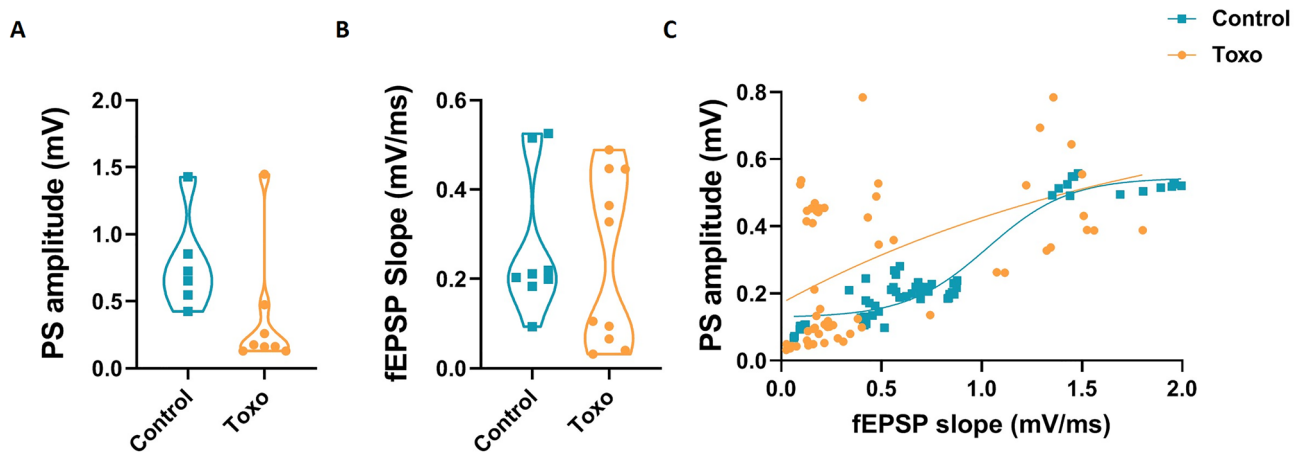 A
B
C
Control
Toxo
PS amplitude (mV)
2.0
1.5
1.0
0.5
0.0
Control
Toxo
fEPSP Slope (mV/ms)
0.6
0.4
0.2
0.0
Control
Toxo
PS amplitude (mV)
0.8
0.6
0.4
0.2
0.0
0.0 0.5 1.0 1.5 2.0
fEPSP slope (mV/ms)